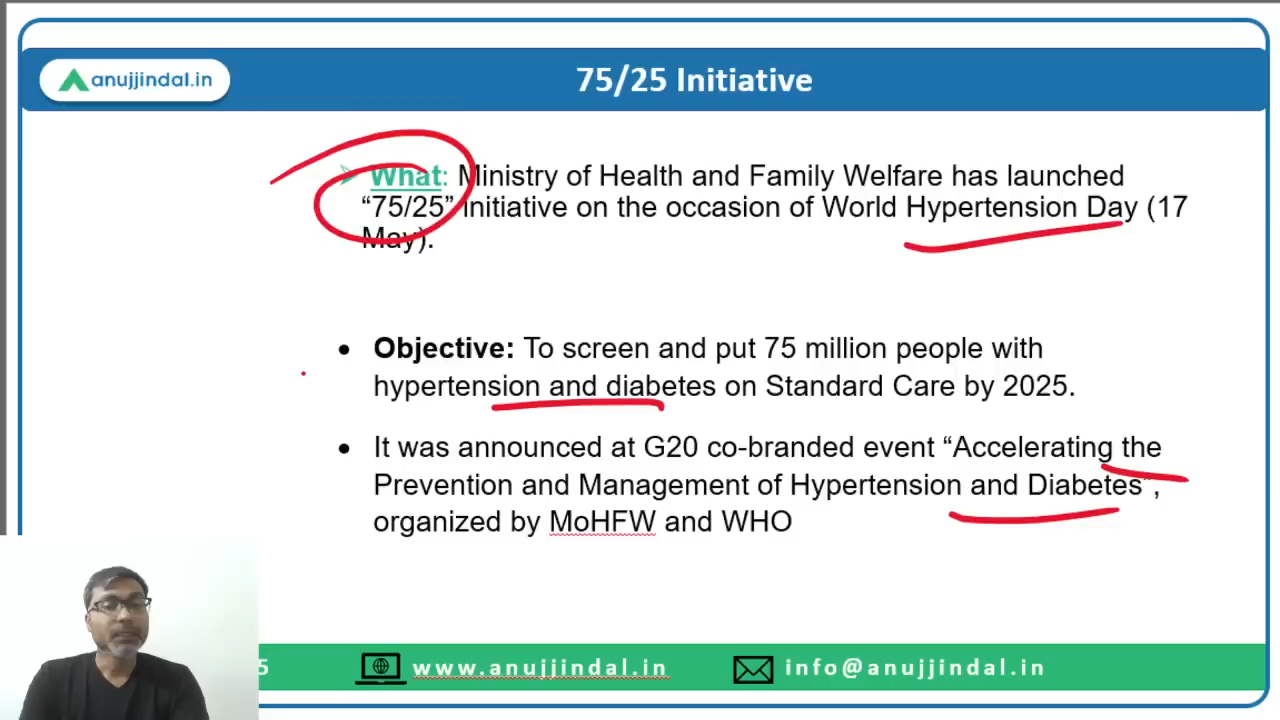 anujjindal.in
75/25 Initiative
➤ What: Ministry of Health and Family Welfare has launched
“75/25” initiative on the occasion of World Hypertension Day (17
May).
• Objective: To screen and put 75 million people with
hypertension and diabetes on Standard Care by 2025.
• It was announced at G20 co-branded event “Accelerating the
Prevention and Management of Hypertension and Diabetes”,
organized by MoHFW and WHO
5 www.anujjindal.in info@anujjindal.in